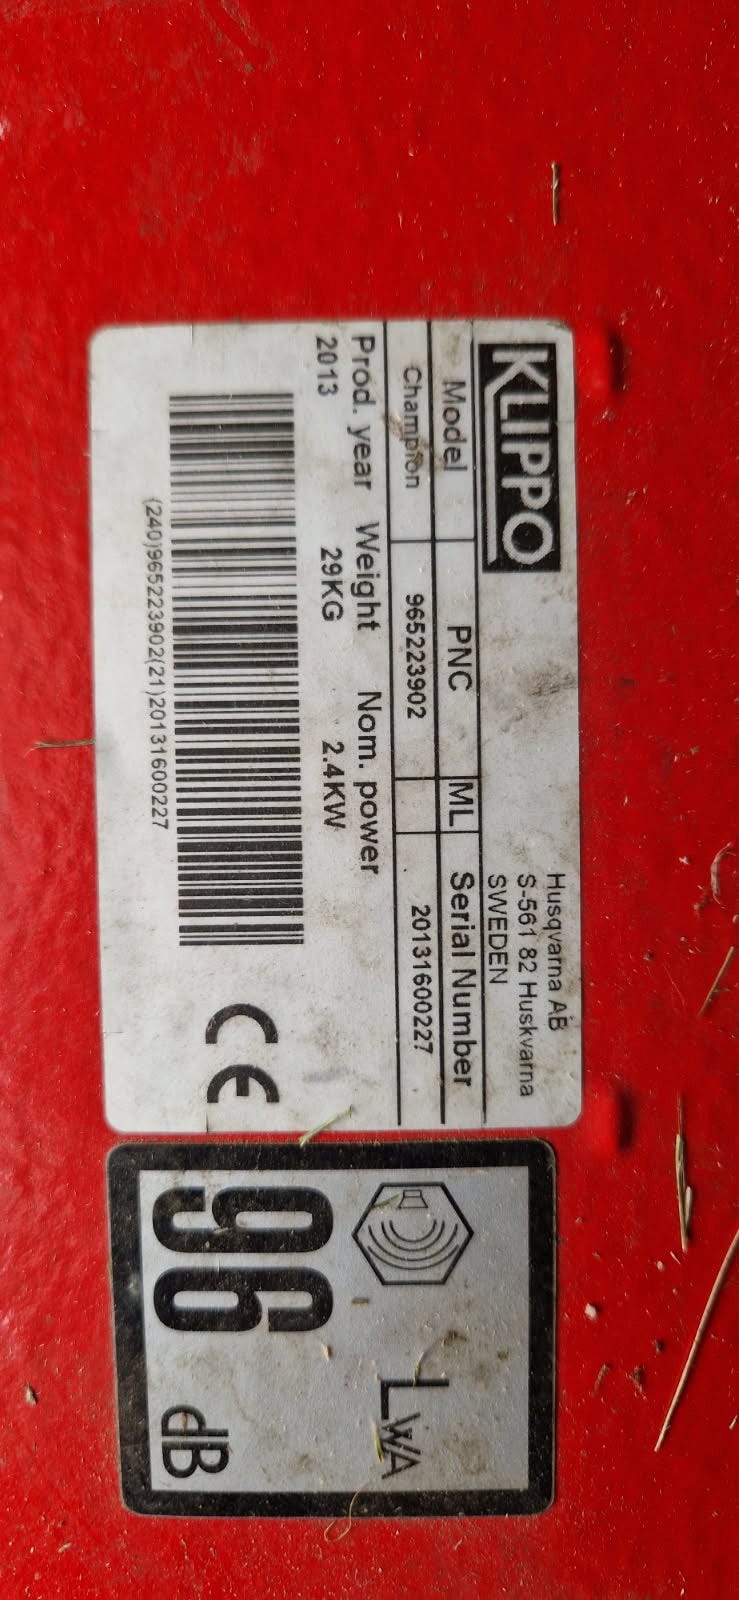 KLIPPO
Husqvarna AB
S-561 82 Huskvarna
SWEDEN
Model PNC ML Serial Number
Champion 965223902 20131600227
Prod. year Weight Nom. power
2013 29KG 2.4KW
(240)965223902(21)20131600227
CE
LWA
96 dB